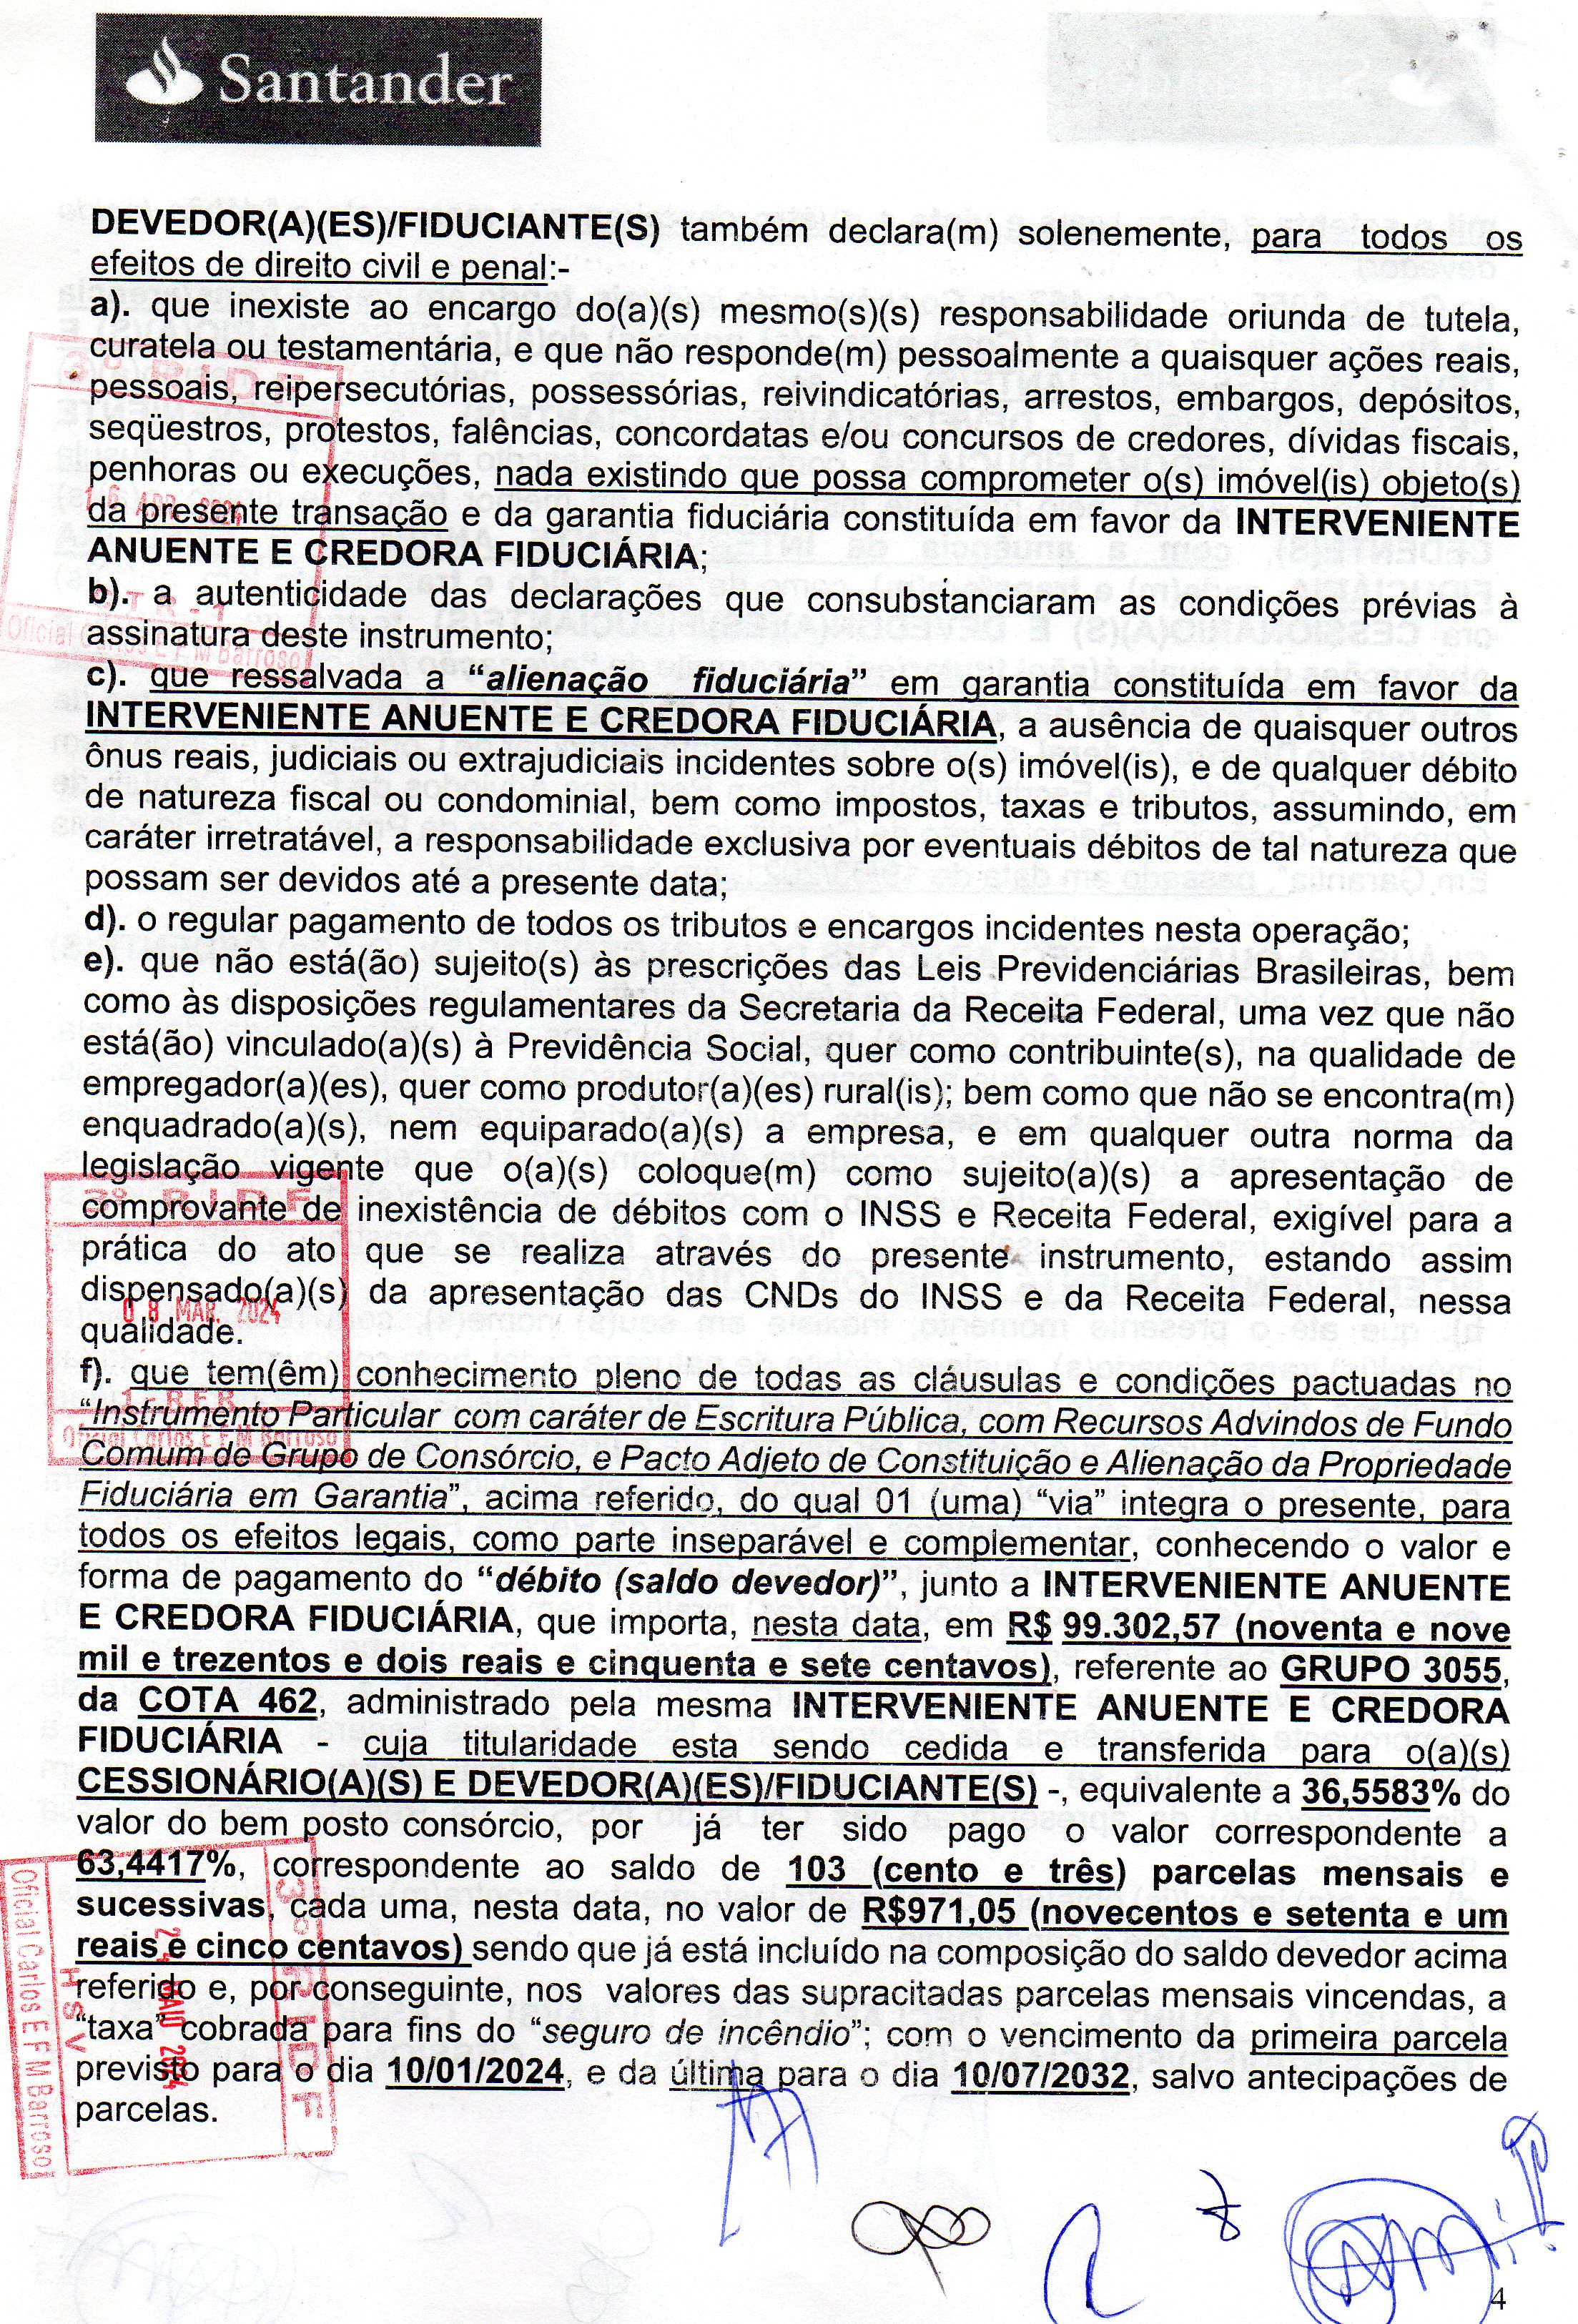 Santander
DEVEDOR(A)(ES)/FIDUCIANTE(S) também declara(m) solenemente, para todos os
efeitos de direito civil e penal:-
a). que inexiste ao encargo do(a)(s) mesmo(s)(s) responsabilidade oriunda de tutela,
curatela ou testamentária, e que não responde(m) pessoalmente a quaisquer ações reais,
pessoais, reipersecutórias, possessórias, reivindicatórias, arrestos, embargos, depósitos,
seqüestros, protestos, falências, concordatas e/ou concursos de credores, dívidas fiscais,
penhoras ou execuções, nada existindo que possa comprometer o(s) imóvel(is) objeto(s)
da presente transação e da garantia fiduciária constituída em favor da INTERVENIENTE
ANUENTE E CREDORA FIDUCIÁRIA;
b). a autenticidade das declarações que consubstanciaram as condições prévias à
assinatura deste instrumento;
c). que ressalvada a “alienação fiduciária” em garantia constituída em favor da
INTERVENIENTE ANUENTE E CREDORA FIDUCIÁRIA, a ausência de quaisquer outros
ônus reais, judiciais ou extrajudiciais incidentes sobre o(s) imóvel(is), e de qualquer débito
de natureza fiscal ou condominial, bem como impostos, taxas e tributos, assumindo, em
caráter irretratável, a responsabilidade exclusiva por eventuais débitos de tal natureza que
possam ser devidos até a presente data;
d). o regular pagamento de todos os tributos e encargos incidentes nesta operação;
e). que não está(ão) sujeito(s) às prescrições das Leis Previdenciárias Brasileiras, bem
como às disposições regulamentares da Secretaria da Receita Federal, uma vez que não
está(ão) vinculado(a)(s) à Previdência Social, quer como contribuinte(s), na qualidade de
empregador(a)(es), quer como produtor(a)(es) rural(is); bem como que não se encontra(m)
enquadrado(a)(s), nem equiparado(a)(s) a empresa, e em qualquer outra norma da
legislação vigente que o(a)(s) coloque(m) como sujeito(a)(s) a apresentação de
comprovante de inexistência de débitos com o INSS e Receita Federal, exigível para a
prática do ato que se realiza através do presente instrumento, estando assim
dispensado(a)(s) da apresentação das CNDs do INSS e da Receita Federal, nessa
qualidade.
f). que tem(êm) conhecimento pleno de todas as cláusulas e condições pactuadas no
“Instrumento Particular com caráter de Escritura Pública, com Recursos Advindos de Fundo
Comum de Grupo de Consórcio, e Pacto Adjeto de Constituição e Alienação da Propriedade
Fiduciária em Garantia”, acima referido, do qual 01 (uma) “via” integra o presente, para
todos os efeitos legais, como parte inseparável e complementar, conhecendo o valor e
forma de pagamento do “débito (saldo devedor)”, junto a INTERVENIENTE ANUENTE
E CREDORA FIDUCIÁRIA, que importa, nesta data, em R$ 99.302,57 (noventa e nove
mil e trezentos e dois reais e cinquenta e sete centavos), referente ao GRUPO 3055,
da COTA 462, administrado pela mesma INTERVENIENTE ANUENTE E CREDORA
FIDUCIÁRIA - cuja titularidade esta sendo cedida e transferida para o(a)(s)
CESSIONÁRIO(A)(S) E DEVEDOR(A)(ES)/FIDUCIANTE(S) -, equivalente a 36,5583% do
valor do bem posto consórcio, por já ter sido pago o valor correspondente a
63,4417%, correspondente ao saldo de 103 (cento e três) parcelas mensais e
sucessivas, cada uma, nesta data, no valor de R$971,05 (novecentos e setenta e um
reais e cinco centavos) sendo que já está incluído na composição do saldo devedor acima
referido e, por conseguinte, nos valores das supracitadas parcelas mensais vincendas, a
“taxa” cobrada para fins do “seguro de incêndio”; com o vencimento da primeira parcela
previsto para o dia 10/01/2024, e da última para o dia 10/07/2032, salvo antecipações de
parcelas.
3º RIDF
16 ABR. 2024
Oficial Carlos E F M Barroso
3º RIDF
08 MAR. 2024
Oficial Carlos E F M Barroso
3º RIDF
24 MAIO 2024
HSV
Oficial Carlos E F M Barroso
4